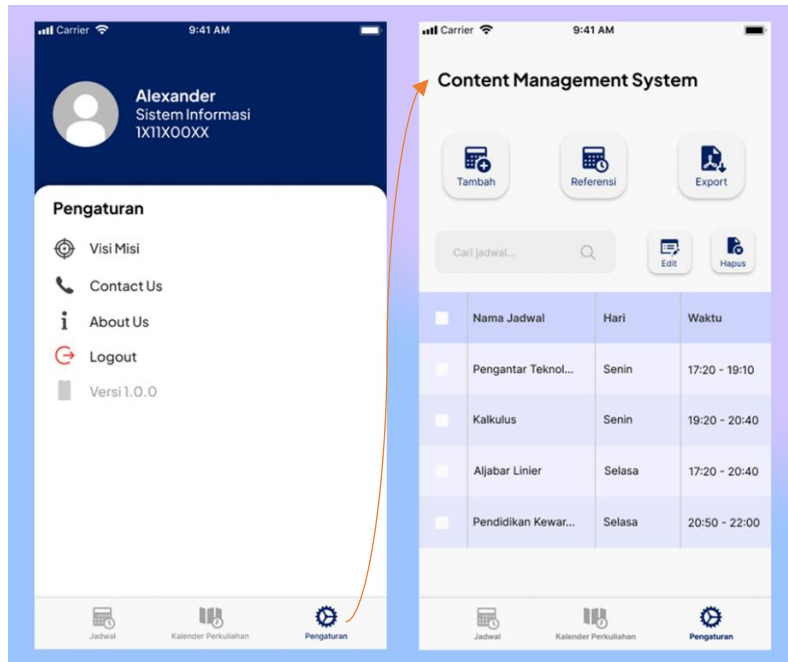 Carrier 9:41 AM
Alexander
Sistem Informasi
1X11X00XX
Pengaturan
Visi Misi
Contact Us
About Us
Logout
Versi 1.0.0
Jadwal Kalender Perkuliahan Pengaturan
Carrier 9:41 AM
Content Management System
Tambah Referensi Export
Cari jadwal... Edit Hapus
Nama Jadwal Hari Waktu
Pengantar Teknol... Senin 17:20 - 19:10
Kalkulus Senin 19:20 - 20:40
Aljabar Linier Selasa 17:20 - 20:40
Pendidikan Kewar... Selasa 20:50 - 22:00
Jadwal Kalender Perkuliahan Pengaturan